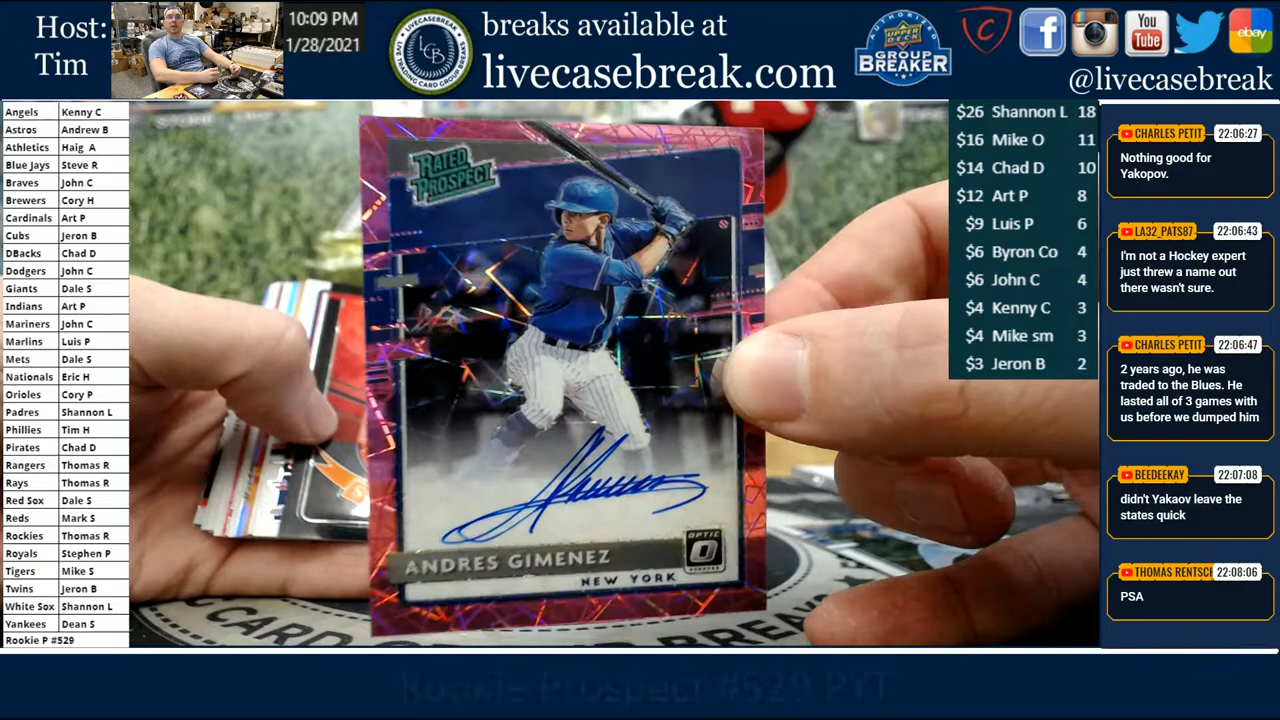 Host:
Tim
10:09 PM
1/28/2021
LIVECASEBREAK
LCB
LIVE TRADING CARD GROUP BREAKS
breaks available at
livecasebreak.com
AUTHORIZED
UPPER DECK
GROUP
BREAKER
You
Tube
ebay
@livecasebreak
Angels Kenny C
Astros Andrew B
Athletics Haig A
Blue Jays Steve R
Braves John C
Brewers Cory H
Cardinals Art P
Cubs Jeron B
DBacks Chad D
Dodgers John C
Giants Dale S
Indians Art P
Mariners John C
Marlins Luis P
Mets Dale S
Nationals Eric H
Orioles Cory P
Padres Shannon L
Phillies Tim H
Pirates Chad D
Rangers Thomas R
Rays Thomas R
Red Sox Dale S
Reds Mark S
Rockies Thomas R
Royals Stephen P
Tigers Mike S
Twins Jeron B
White Sox Shannon L
Yankees Dean S
Rookie P #529
RATED
PROSPECT
ANDRES GIMENEZ
NEW YORK
OPTIC
$26 Shannon L 18
$16 Mike O 11
$14 Chad D 10
$12 Art P 8
$9 Luis P 6
$6 Byron Co 4
$6 John C 4
$4 Kenny C 3
$4 Mike sm 3
$3 Jeron B 2
CHARLES PETIT 22:06:27
Nothing good for
Yakopov.
LA32_PATS87 22:06:43
I'm not a Hockey expert
just threw a name out
there wasn't sure.
CHARLES PETIT 22:06:47
2 years ago, he was
traded to the Blues. He
lasted all of 3 games with
us before we dumped him
BEEDEEKAY 22:07:08
didn't Yakaov leave the
states quick
THOMAS RENTSCH 22:08:06
PSA
Rookie Prospect #529 PYT